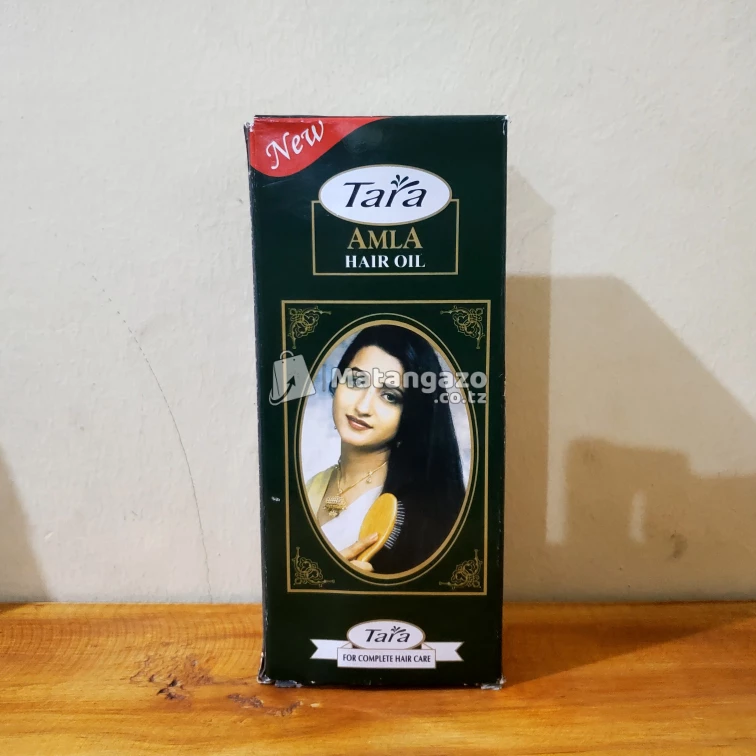 New
Tara
AMLA
HAIR OIL
Matangazo
.co.tz
Tara
FOR COMPLETE HAIR CARE